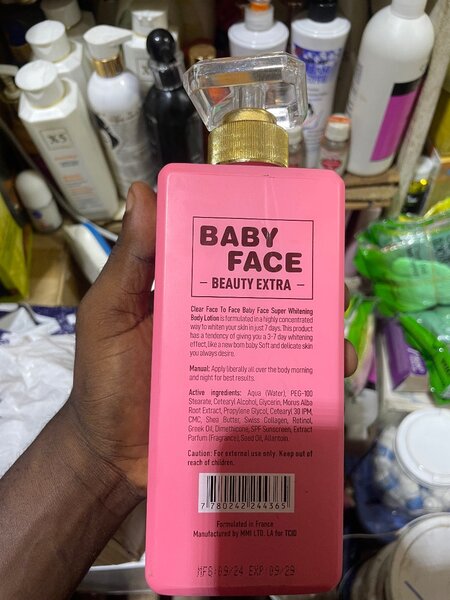 BABY
FACE
– BEAUTY EXTRA –
Clear Face To Face Baby Face Super Whitening
Body Lotion is formulated in a highly concentrated
way to whiten your skin in just 7 days. This product
has a tendency of giving you a 3-7 day whitening
effect, like a new born baby Soft and delicate skin
you always desire.
Manual: Apply liberally all over the body morning
and night for best results.
Active ingredients: Aqua (Water), PEG-100
Stearate, Cetearyl Alcohol, Glycerin, Morus Alba
Root Extract, Propylene Glycol, Cetearyl 30 IPM,
CMC, Shea Butter, Swiss Collagen, Retinol,
Greek Oil, Dimethicone, SPF Sunscreen, Extract
Parfum (Fragrance), Seed Oil, Allantoin.
Caution: For external use only. Keep out of
reach of children.
7 780242 244365
Formulated in France
Manufactured by MMI LTD. LA for TCID
MFG:09/24 EXP:09/29
X5